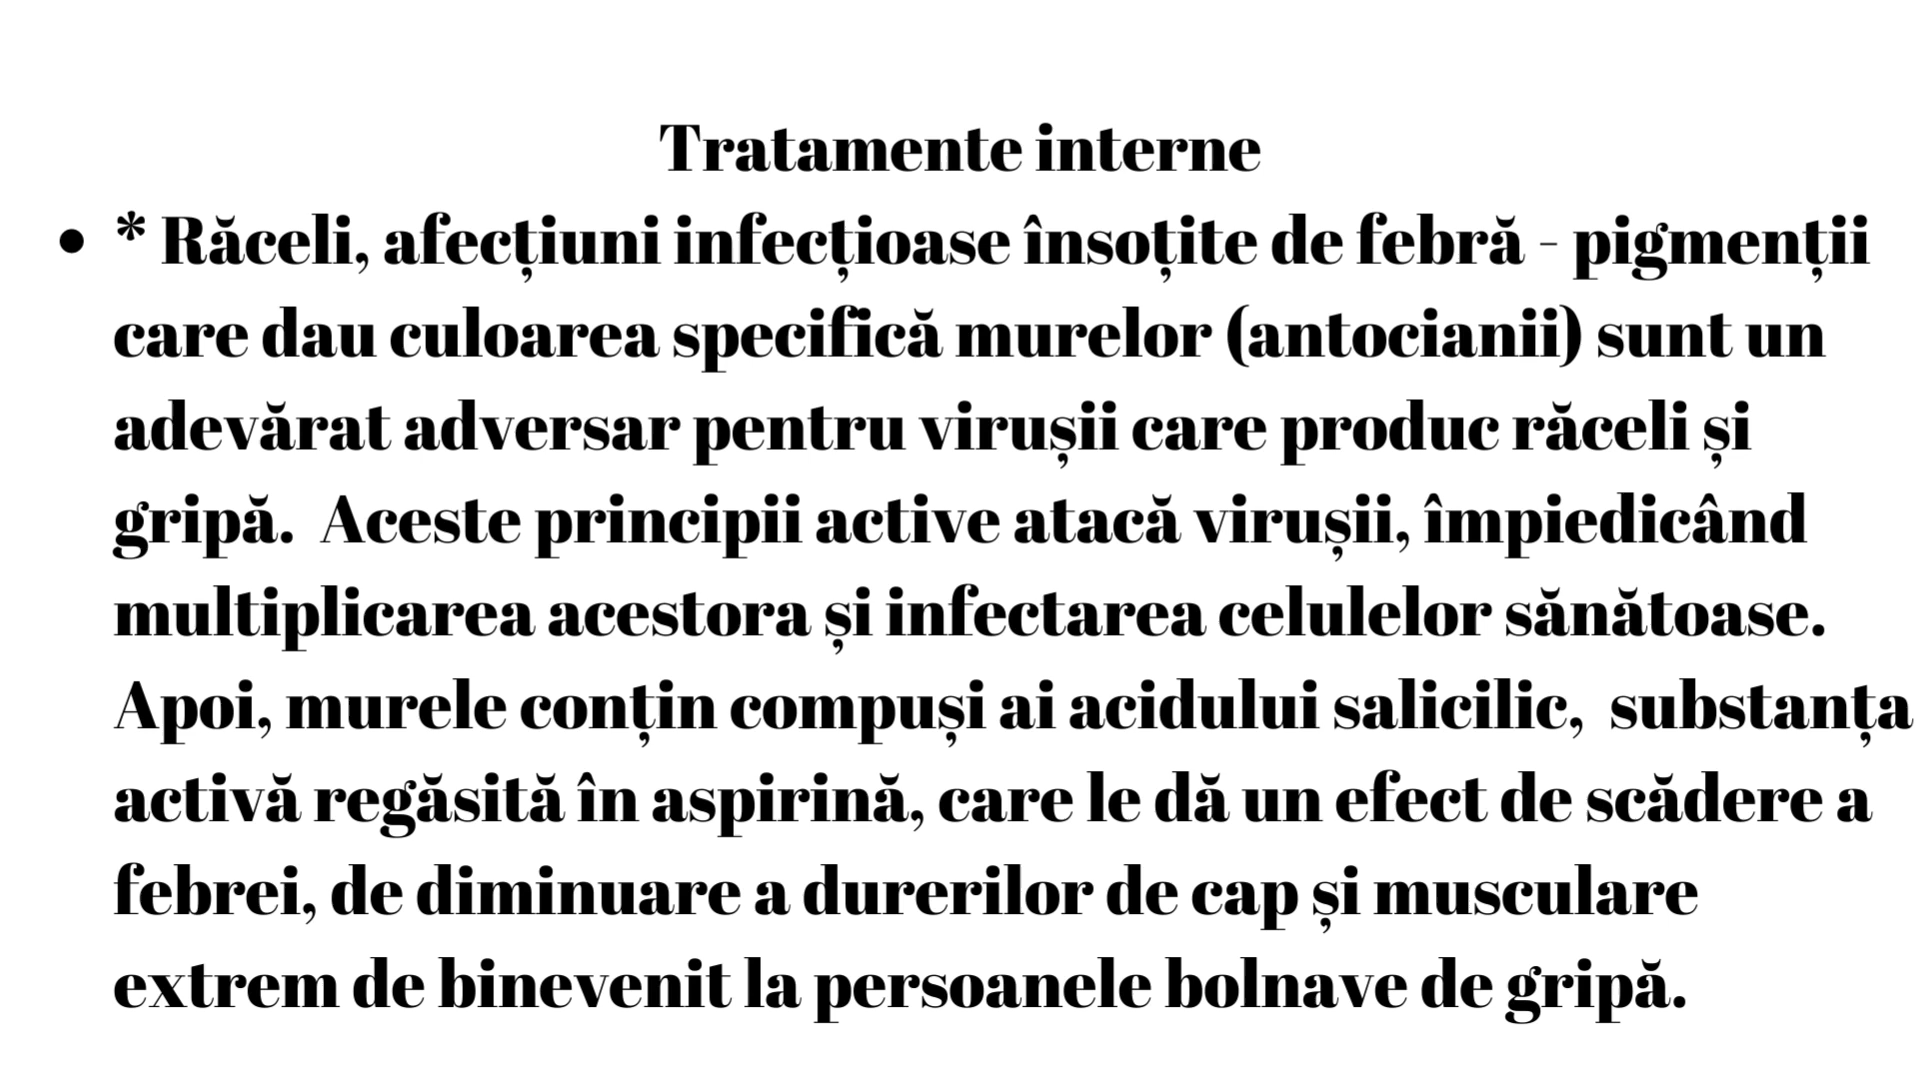 Tratamente interne
• * Răceli, afecțiuni infecțioase însoțite de febră - pigmenții
care dau culoarea specifică murelor (antocianii) sunt un
adevărat adversar pentru virușii care produc răceli și
gripă.  Aceste principii active atacă virușii, împiedicând
multiplicarea acestora și infectarea celulelor sănătoase.
Apoi, murele conțin compuși ai acidului salicilic,  substanța
activă regăsită în aspirină, care le dă un efect de scădere a
febrei, de diminuare a durerilor de cap și musculare
extrem de binevenit la persoanele bolnave de gripă.